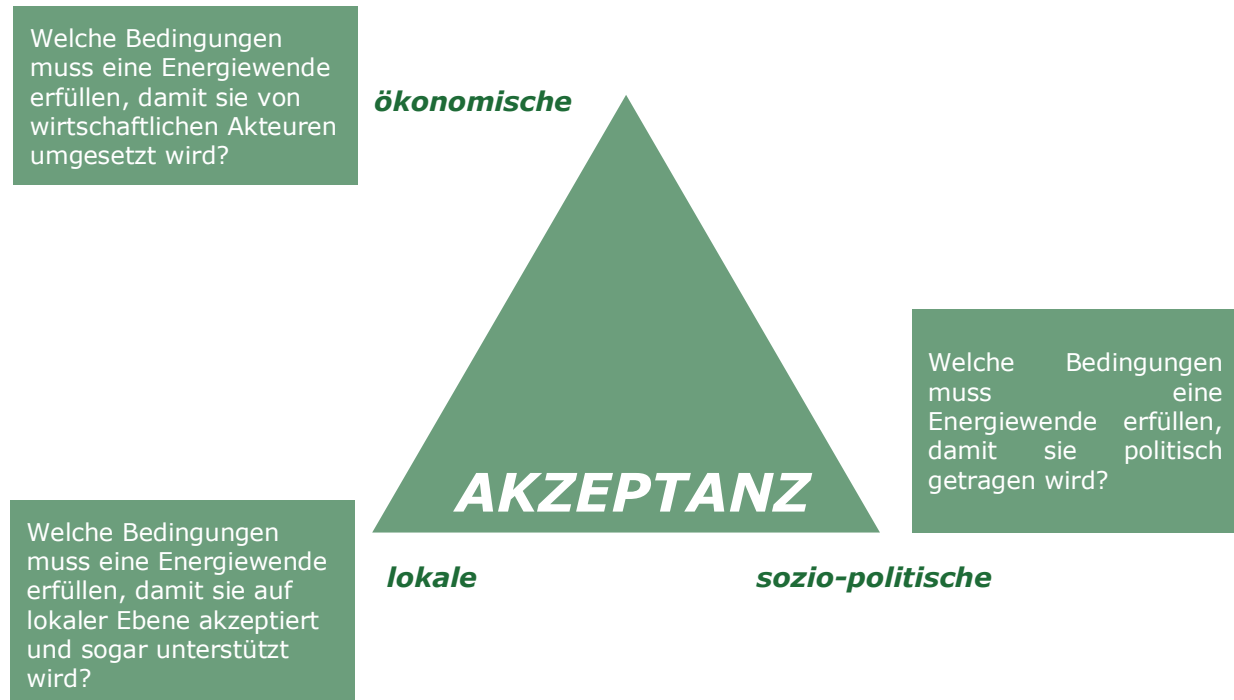 Welche Bedingungen
muss eine Energiewende
erfüllen, damit sie von
wirtschaftlichen Akteuren
umgesetzt wird?
ökonomische
Welche Bedingungen
muss eine
Energiewende erfüllen,
damit sie politisch
getragen wird?
AKZEPTANZ
Welche Bedingungen
muss eine Energiewende
erfüllen, damit sie auf
lokaler Ebene akzeptiert
und sogar unterstützt
wird?
lokale
sozio-politische